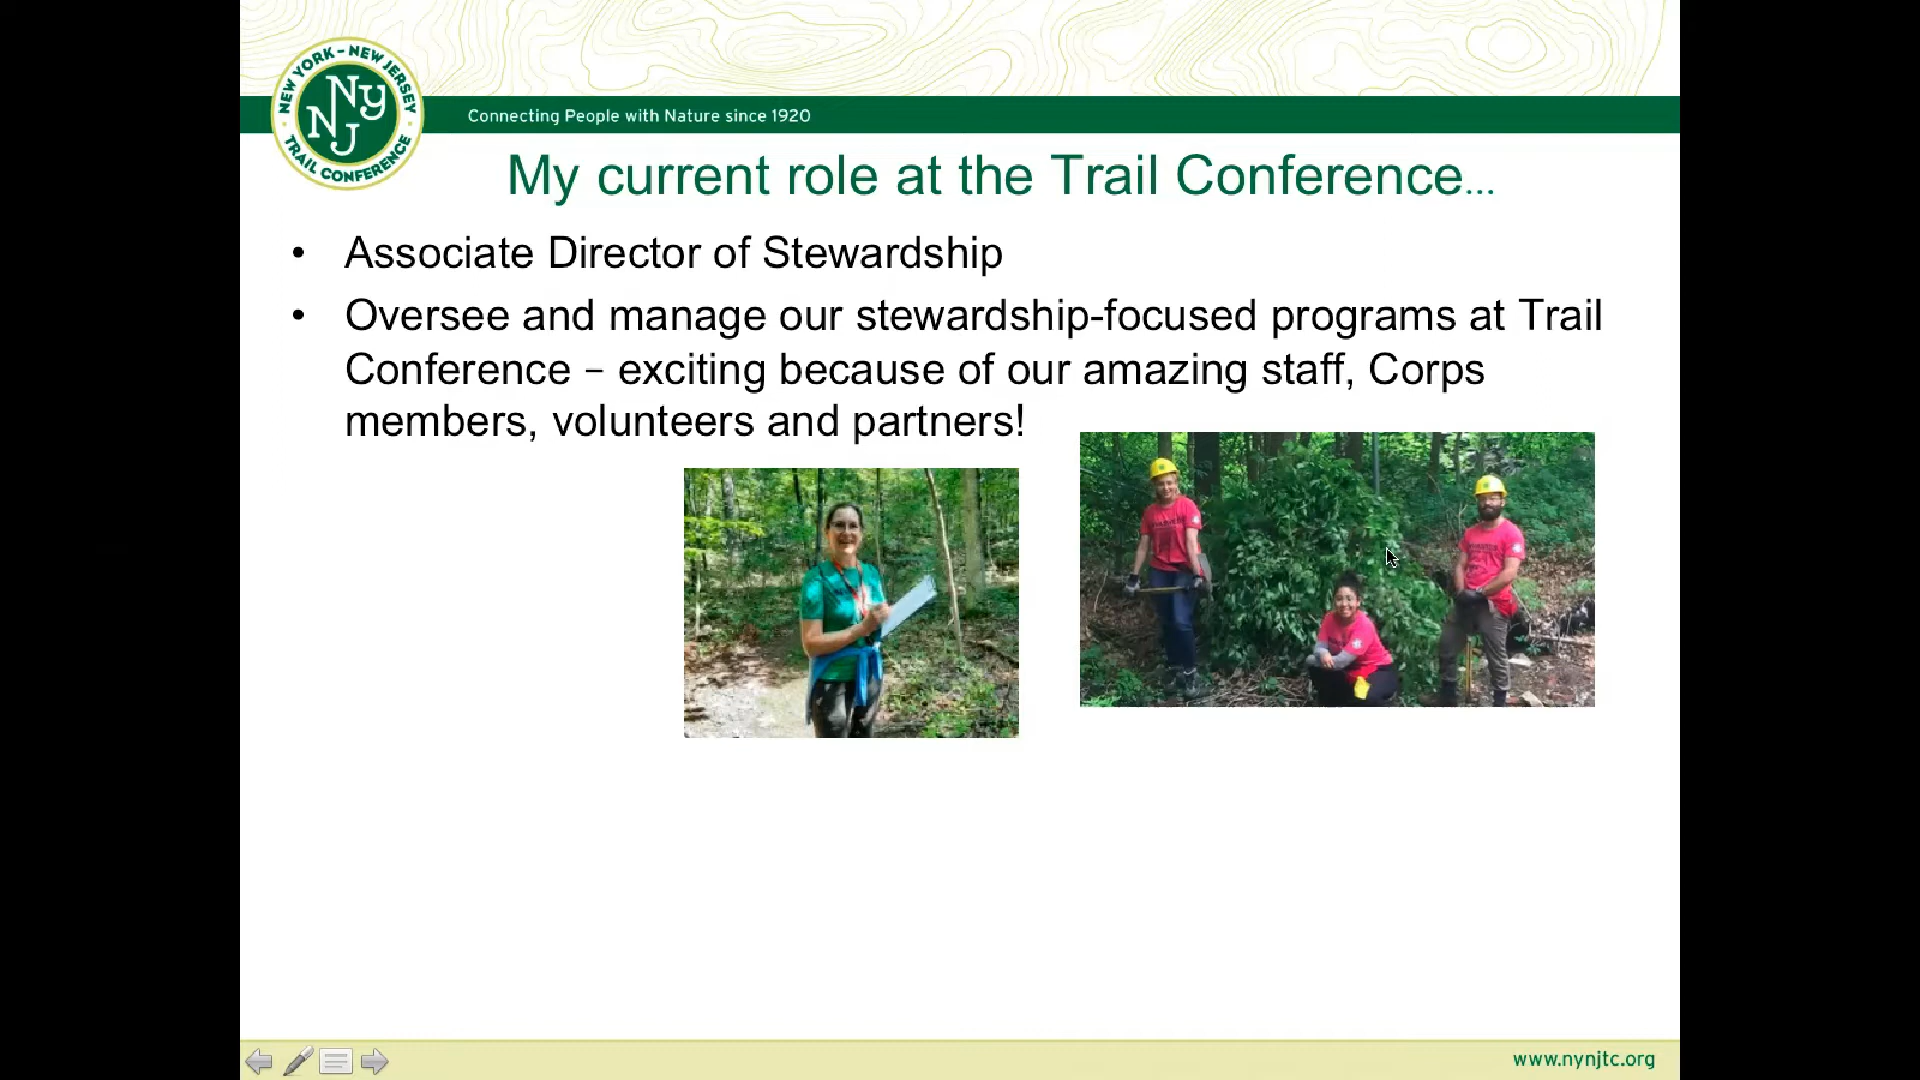 NEW YORK - NEW JERSEY
NY
NJ
TRAIL CONFERENCE
Connecting People with Nature since 1920
My current role at the Trail Conference...
• Associate Director of Stewardship
• Oversee and manage our stewardship-focused programs at Trail
Conference – exciting because of our amazing staff, Corps
members, volunteers and partners!
www.nynjtc.org